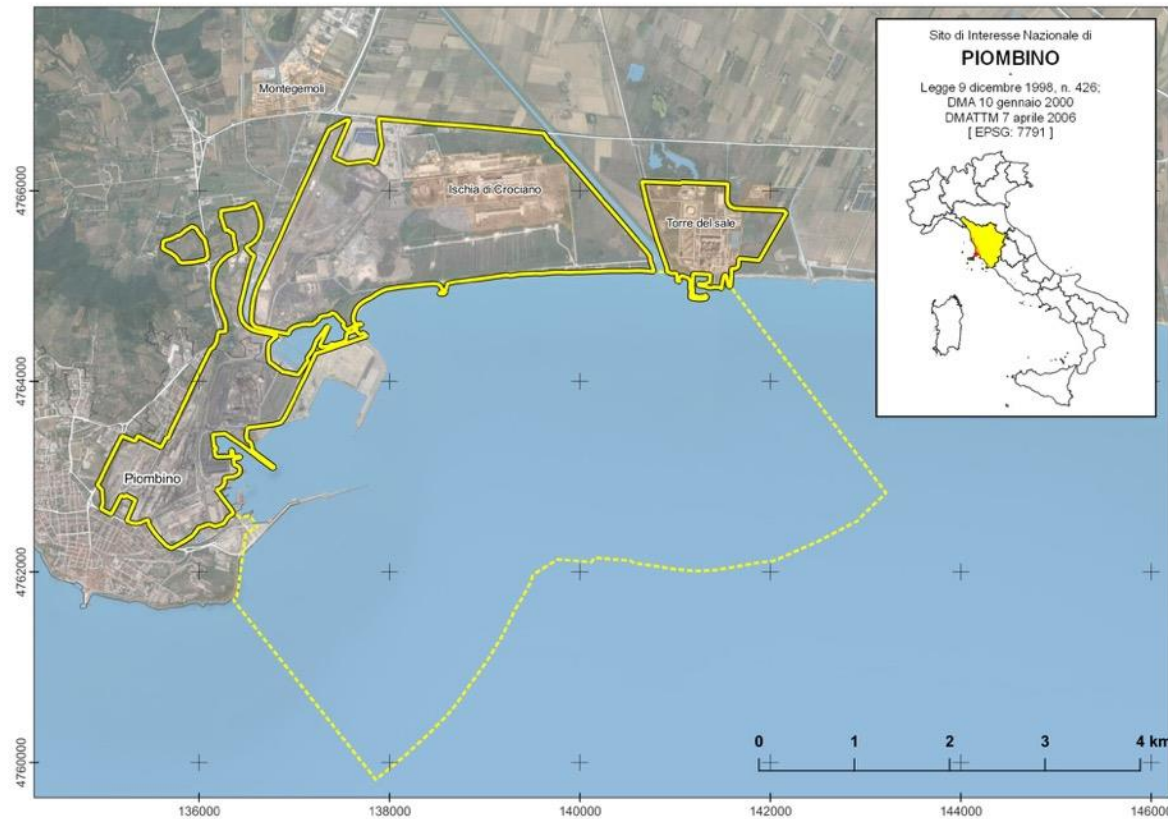 Sito di Interesse Nazionale di
PIOMBINO
Legge 9 dicembre 1998, n. 426;
DMA 10 gennaio 2000
DMATTM 7 aprile 2006
[ EPSG: 7791 ]
Montegemoli
Ischia di Crociano
Torre del sale
Piombino
4766000
4764000
4762000
4760000
0 1 2 3 4 km
136000 138000 140000 142000 144000 146000